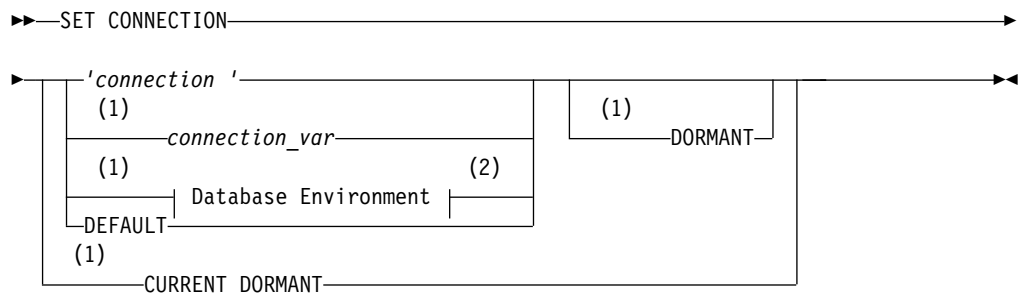 SET CONNECTION
'connection '
(1) (1)
connection_var DORMANT
(1) (2)
Database Environment
DEFAULT
(1)
CURRENT DORMANT